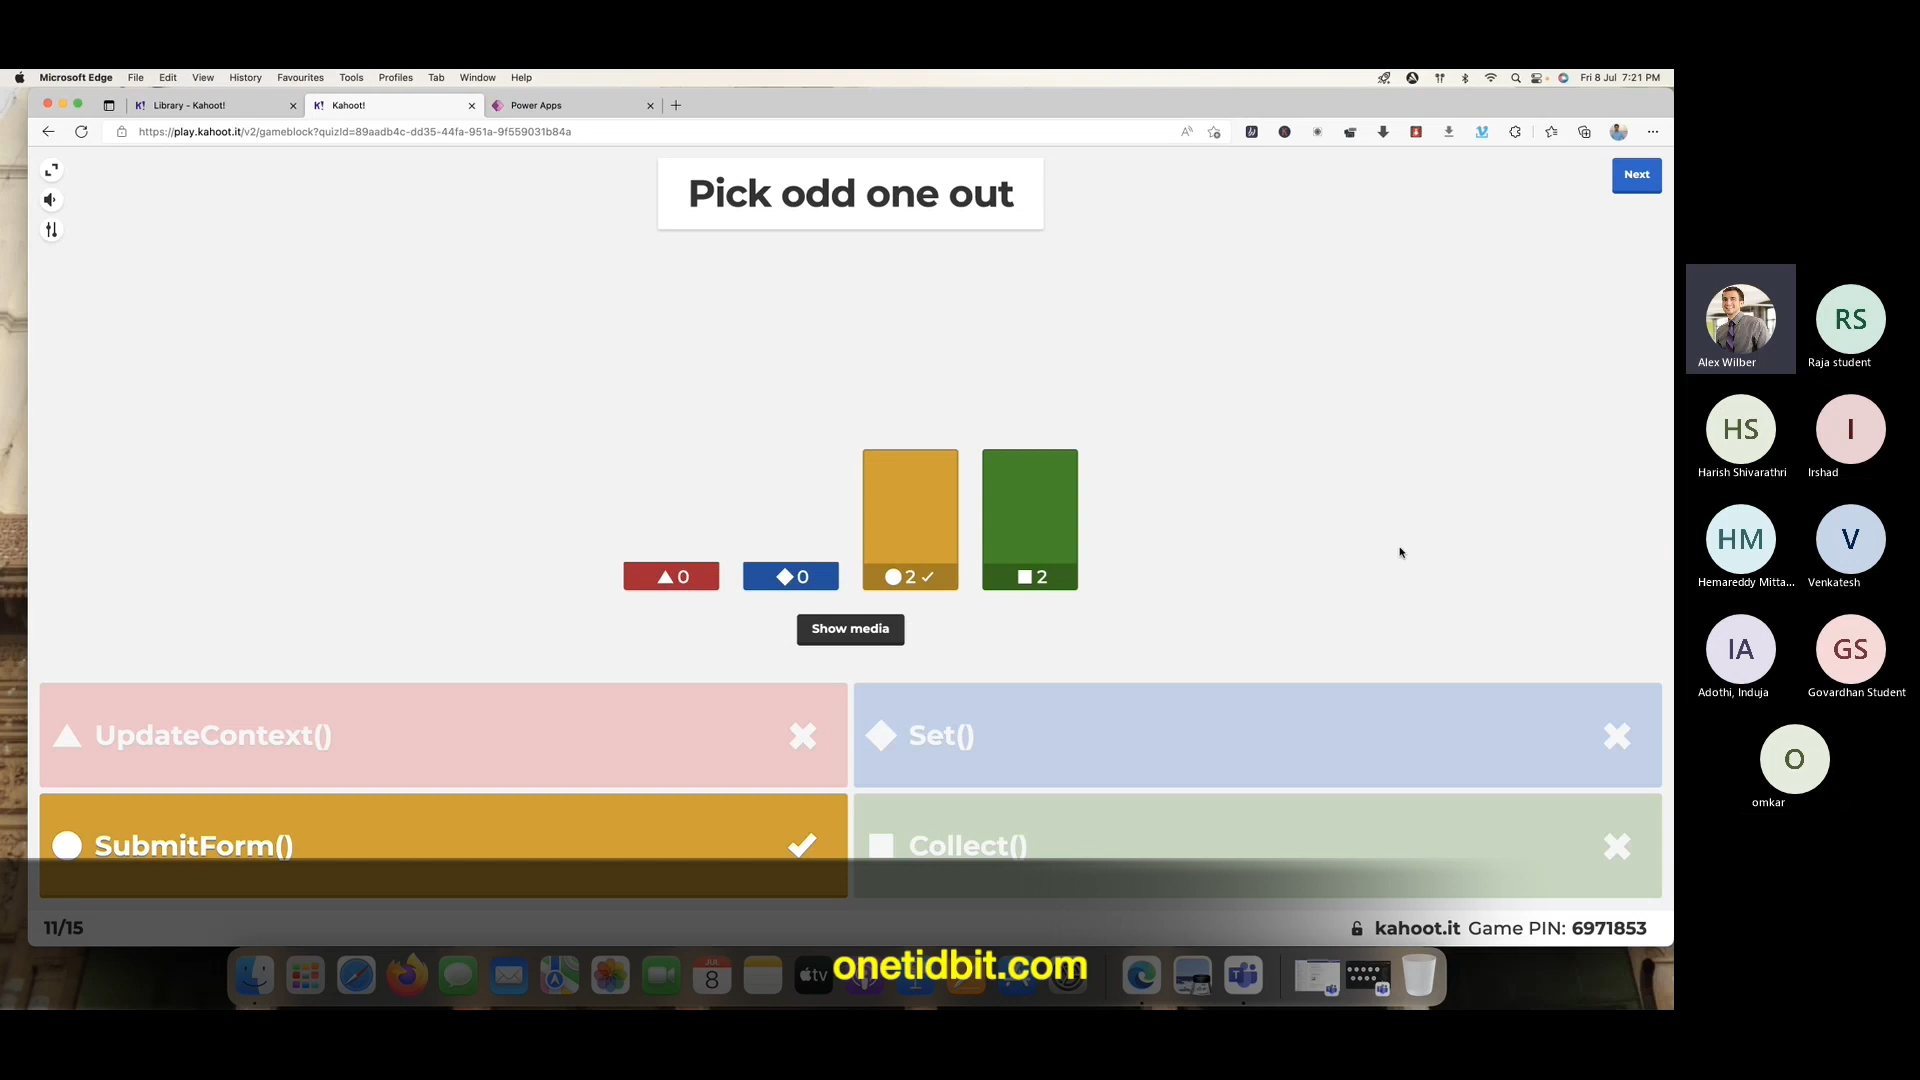 Microsoft Edge File Edit View History Favourites Tools Profiles Tab Window Help
Fri 8 Jul 7:21 PM
K! Library - Kahoot!
K! Kahoot!
Power Apps
https://play.kahoot.it/v2/gameblock?quizId=89aadb4c-dd35-44fa-951a-9f559031b84a
Pick odd one out
Next
0
0
2
2
Show media
UpdateContext()
Set()
SubmitForm()
Collect()
11/15
kahoot.it Game PIN: 6971853
JUL
8
tv
onetidbit.com
Alex Wilber
RS
Raja student
HS
Harish Shivarathri
I
Irshad
HM
Hemareddy Mitta...
V
Venkatesh
IA
Adothi, Induja
GS
Govardhan Student
O
omkar